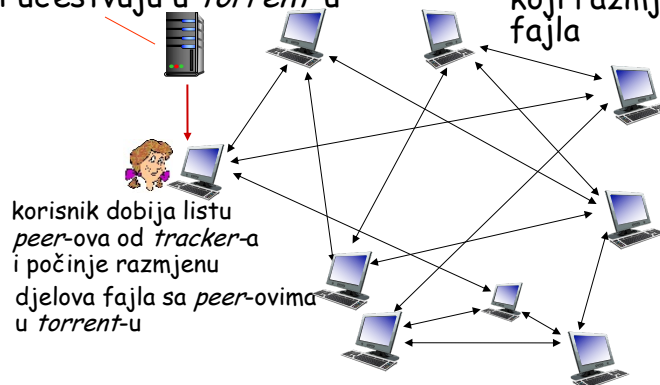 učestvuju u torrent-u
koji razmj
fajla
korisnik dobija listu
peer-ova od tracker-a
i počinje razmjenu
djelova fajla sa peer-ovima
u torrent-u